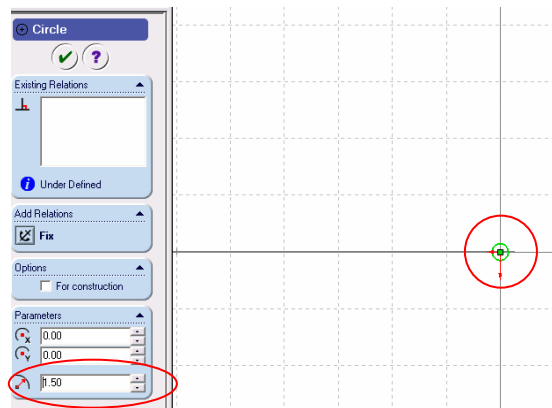 Circle
?
Existing Relations
i Under Defined
Add Relations
Fix
Options
For construction
Parameters
X 0.00
Y 0.00
1.50